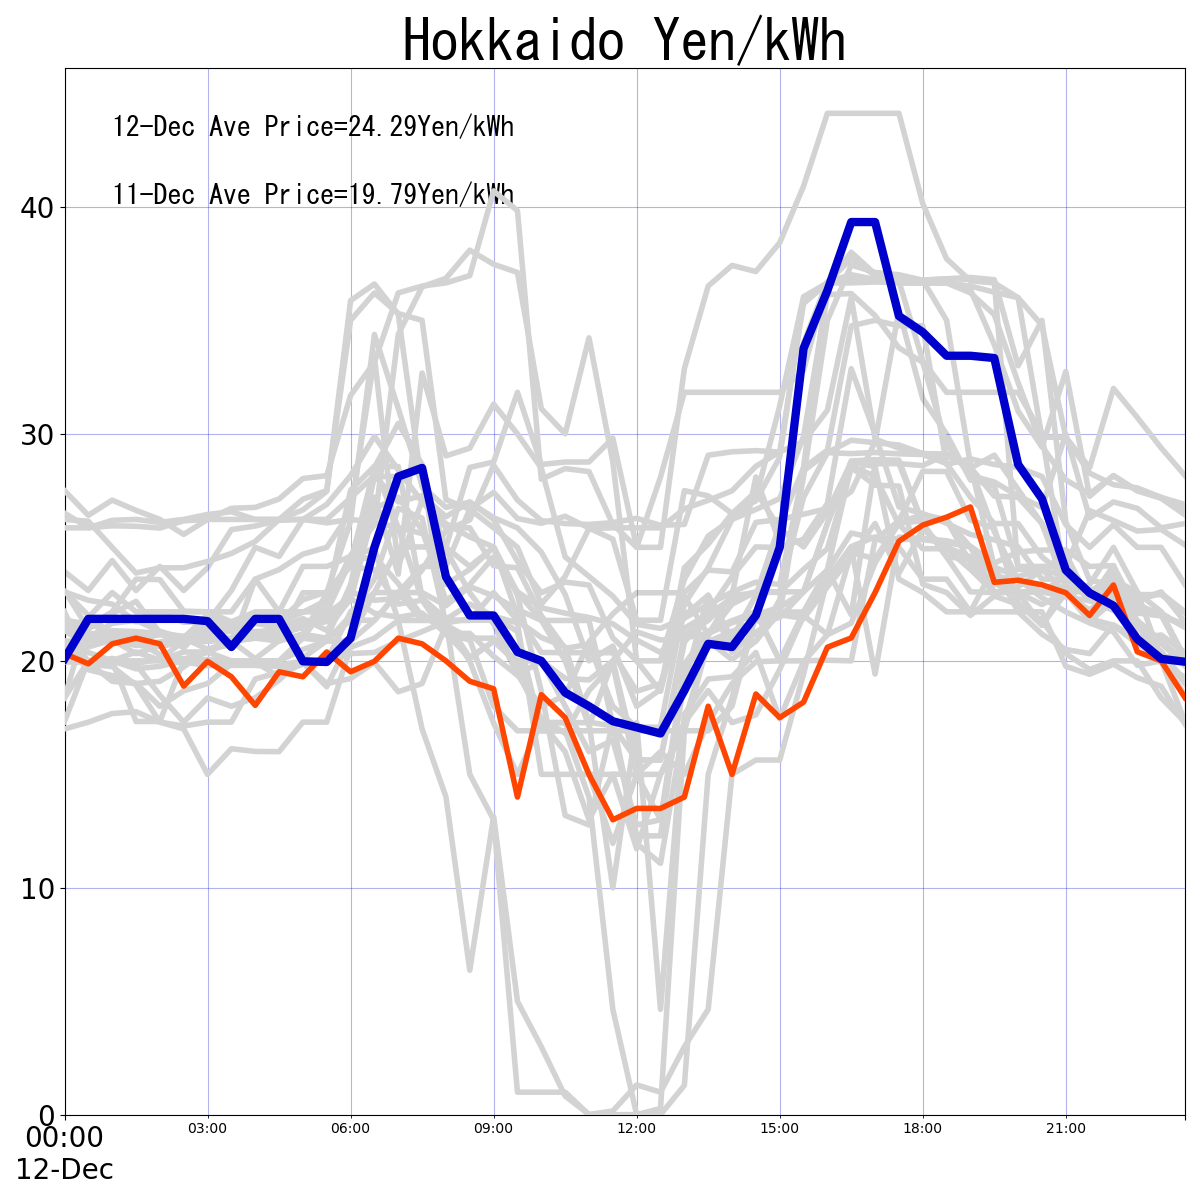 Hokkaido Yen/kWh
12-Dec Ave Price=24.29Yen/kWh
11-Dec Ave Price=19.79Yen/kWh
40
30
20
10
0
00:00 03:00 06:00 09:00 12:00 15:00 18:00 21:00
12-Dec